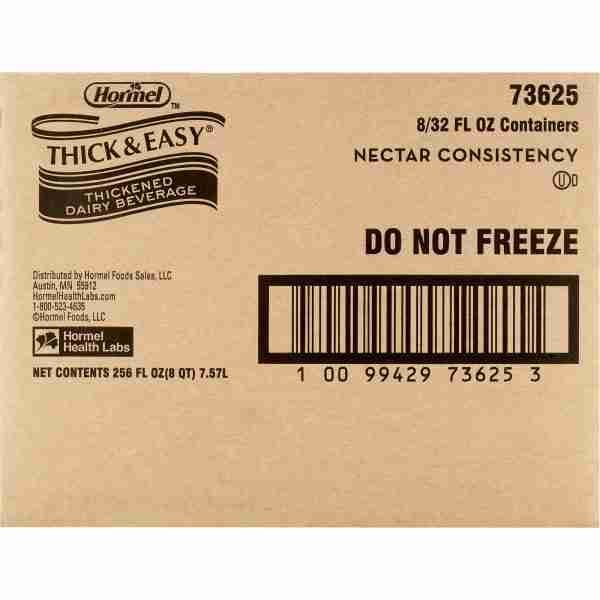 Hormel™
THICK & EASY®
THICKENED
DAIRY BEVERAGE
73625
8/32 FL OZ Containers
NECTAR CONSISTENCY
Ⓤ D
DO NOT FREEZE
Distributed by Hormel Foods Sales, LLC
Austin, MN 55912
HormelHealthLabs.com
1-800-523-4635
©Hormel Foods, LLC
Hormel
Health Labs
NET CONTENTS 256 FL OZ(8 QT) 7.57L
1 00 99429 73625 3